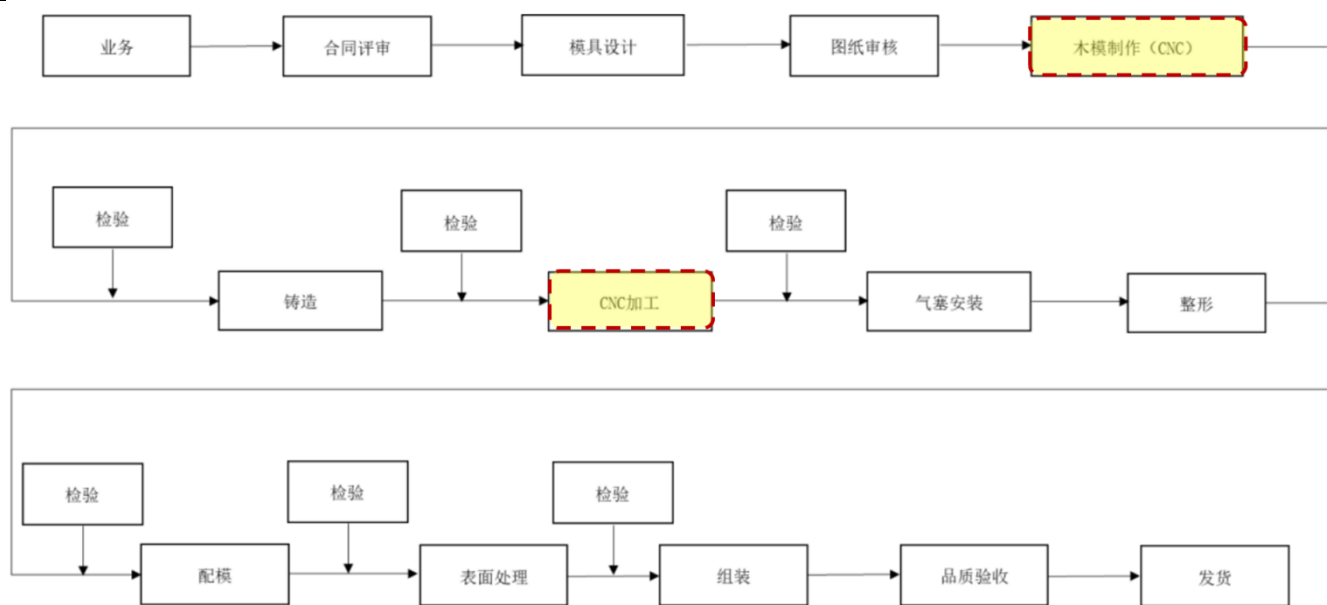 业务
合同评审
模具设计
图纸审核
木模制作（CNC）
检验
检验
检验
铸造
CNC加工
气塞安装
整形
检验
检验
检验
配模
表面处理
组装
品质验收
发货